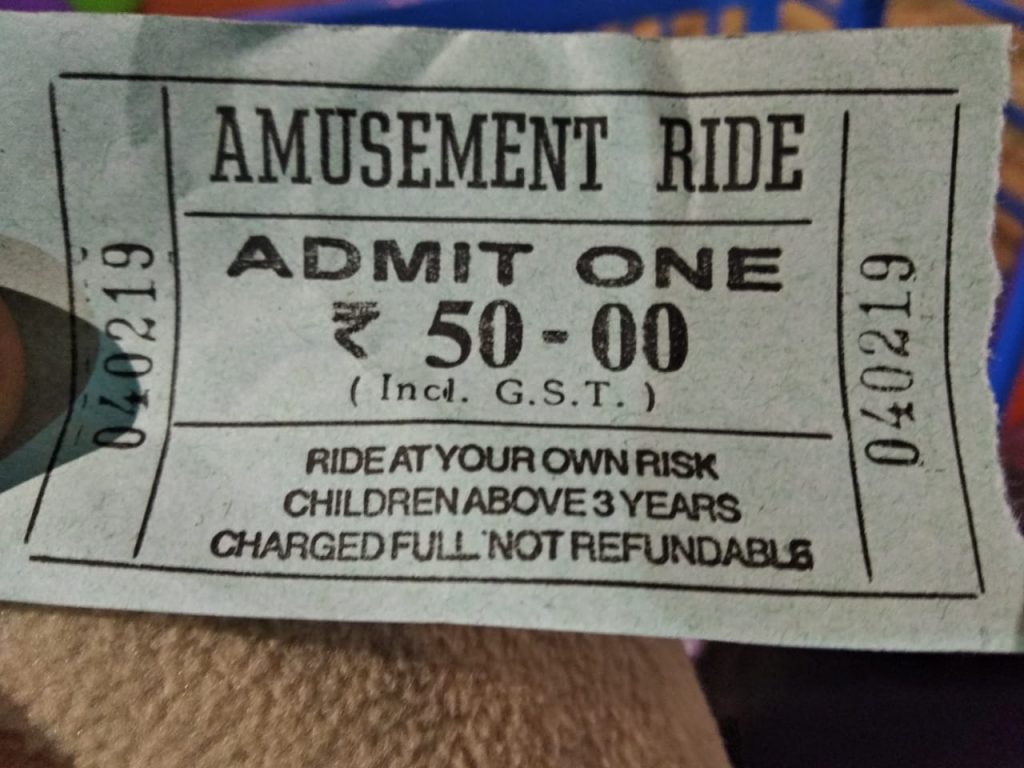 AMUSEMENT RIDE
ADMIT ONE
₹ 50-00
( Incl. G.S.T. )
RIDE AT YOUR OWN RISK
CHILDREN ABOVE 3 YEARS
CHARGED FULL NOT REFUNDABLE
040219
040219